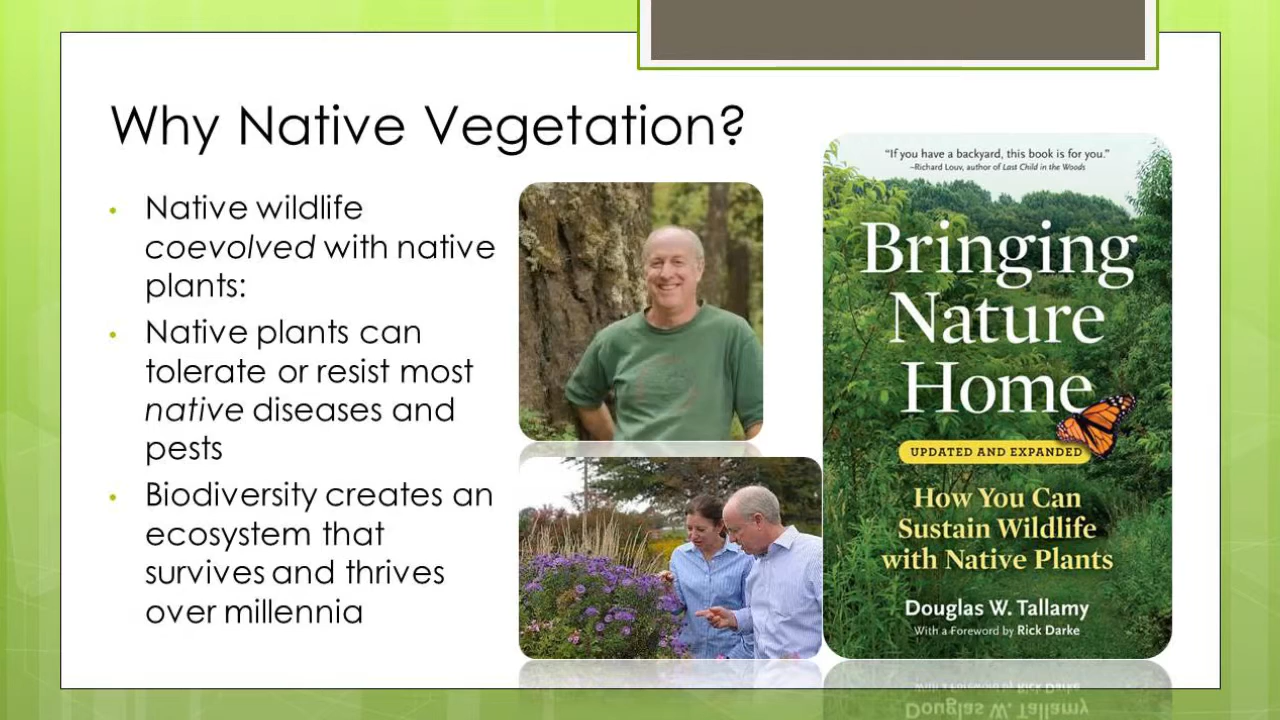 Why Native Vegetation?
• Native wildlife
coevolved with native
plants:
• Native plants can
tolerate or resist most
native diseases and
pests
• Biodiversity creates an
ecosystem that
survives and thrives
over millennia
“If you have a backyard, this book is for you.”
–Richard Louv, author of Last Child in the Woods
Bringing
Nature
Home
UPDATED AND EXPANDED
How You Can
Sustain Wildlife
with Native Plants
Douglas W. Tallamy
With a Foreword by Rick Darke